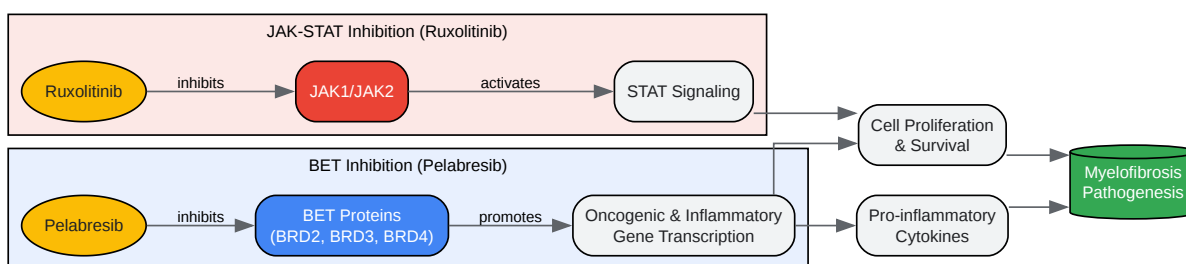 JAK-STAT Inhibition (Ruxolitinib)
Ruxolitinib
inhibits
JAK1/JAK2
activates
STAT Signaling
BET Inhibition (Pelabresib)
Pelabresib
inhibits
BET Proteins
(BRD2, BRD3, BRD4)
promotes
Oncogenic & Inflammatory
Gene Transcription
Cell Proliferation
& Survival
Pro-inflammatory
Cytokines
Myelofibrosis
Pathogenesis